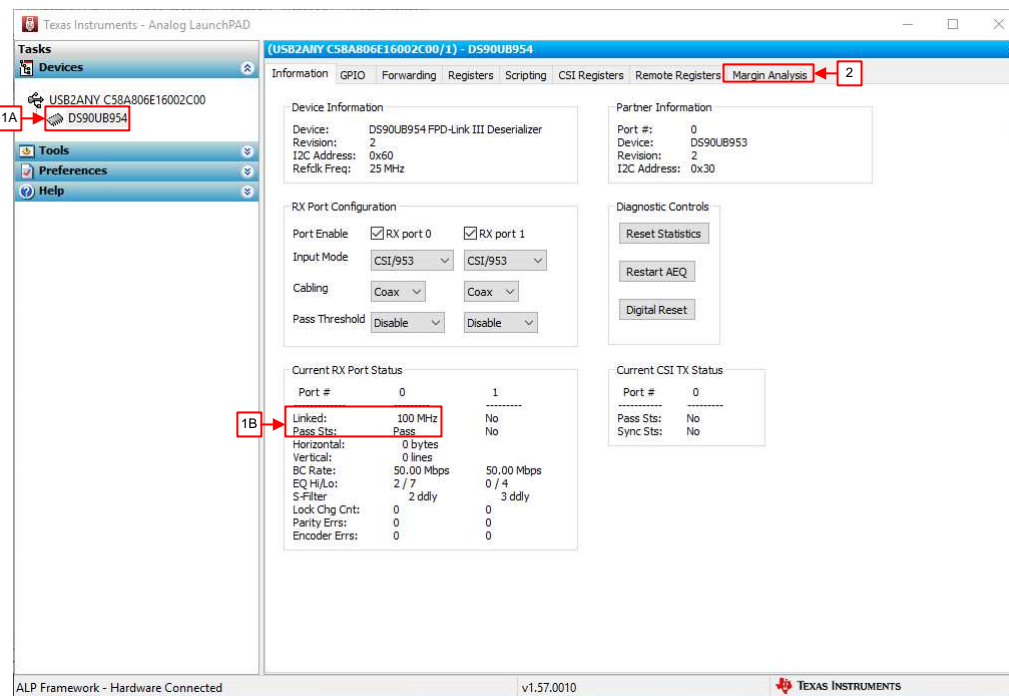 Texas Instruments - Analog LaunchPAD
Tasks
Devices
USB2ANY C58A806E16002C00
1A
DS90UB954
Tools
Preferences
Help
(USB2ANY C58A806E16002C00/1) - DS90UB954
Information GPIO Forwarding Registers Scripting CSI Registers Remote Registers Margin Analysis
2
Device Information
Device: DS90UB954 FPD-Link III Deserializer
Revision: 2
I2C Address: 0x60
Refclk Freq: 25 MHz
Partner Information
Port #: 0
Device: DS90UB953
Revision: 2
I2C Address: 0x30
RX Port Configuration
Port Enable RX port 0 RX port 1
Input Mode CSI/953 CSI/953
Cabling Coax Coax
Pass Threshold Disable Disable
Diagnostic Controls
Reset Statistics
Restart AEQ
Digital Reset
Current RX Port Status
Port # 0 1
1B
Linked: 100 MHz No
Pass Sts: Pass No
Horizontal: 0 bytes
Vertical: 0 lines
BC Rate: 50.00 Mbps 50.00 Mbps
EQ Hi/Lo: 2 / 7 0 / 4
S-Filter 2 ddly 3 ddly
Lock Chg Cnt: 0 0
Parity Errs: 0 0
Encoder Errs: 0 0
Current CSI TX Status
Port # 0
Pass Sts: No
Sync Sts: No
ALP Framework - Hardware Connected
v1.57.0010
TEXAS INSTRUMENTS